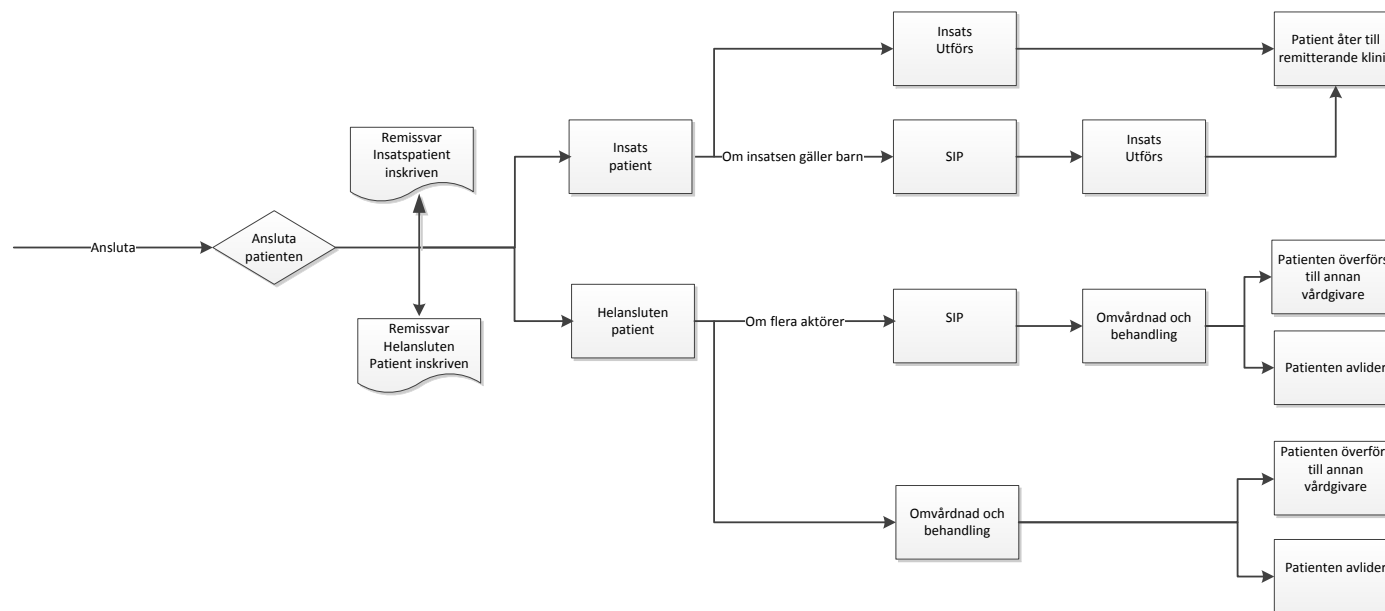 Insats
Utförs
Patient åter till
remitterande klini
Remissvar
Insatspatient
inskriven
Insats
patient
Om insatsen gäller barn
SIP
Insats
Utförs
Ansluta
Ansluta
patienten
Patienten överförs
till annan
vårdgivare
Helansluten
patient
Om flera aktörer
SIP
Omvårdnad och
behandling
Remissvar
Helansluten
Patient inskriven
Patienten avlider
Patienten överför
till annan
vårdgivare
Omvårdnad och
behandling
Patienten avlider